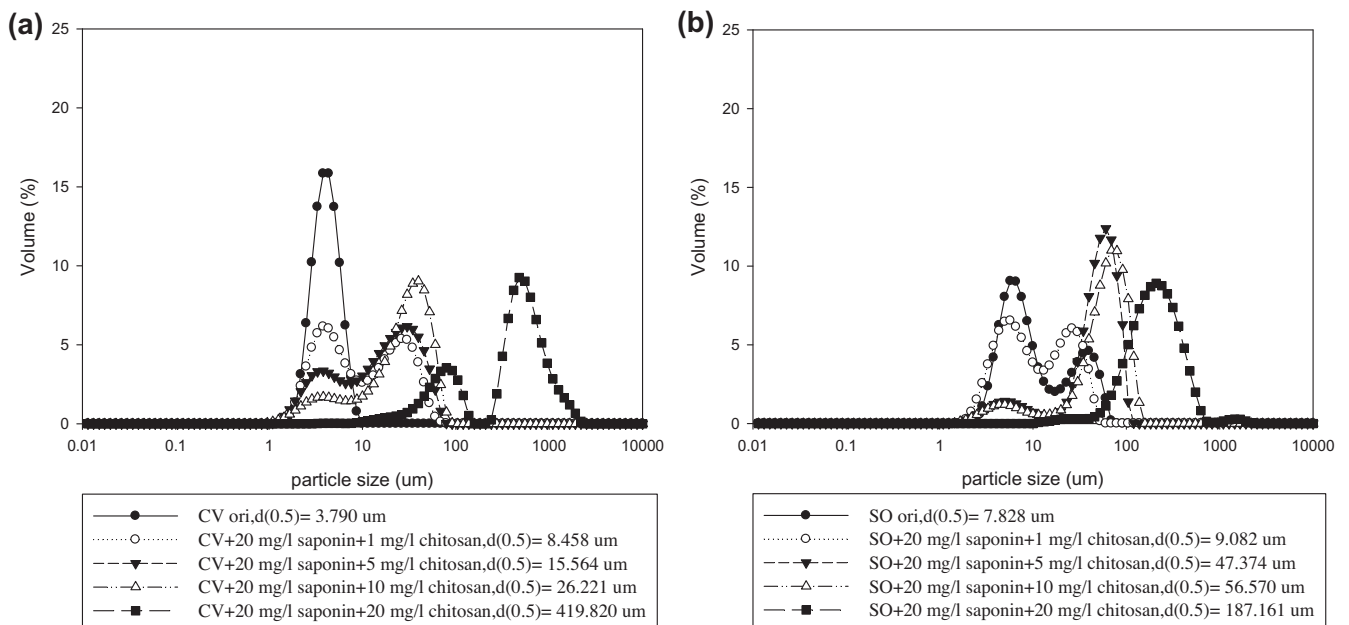 (a)
25
20
15
10
5
0
Volume (%)
0.01 0.1 1 10 100 1000 10000
particle size (um)
CV ori,d(0.5)= 3.790 um
CV+20 mg/l saponin+1 mg/l chitosan,d(0.5)= 8.458 um
CV+20 mg/l saponin+5 mg/l chitosan,d(0.5)= 15.564 um
CV+20 mg/l saponin+10 mg/l chitosan,d(0.5)= 26.221 um
CV+20 mg/l saponin+20 mg/l chitosan,d(0.5)= 419.820 um
(b)
25
20
15
10
5
0
Volume (%)
0.01 0.1 1 10 100 1000 10000
particle size (um)
SO ori,d(0.5)= 7.828 um
SO+20 mg/l saponin+1 mg/l chitosan,d(0.5)= 9.082 um
SO+20 mg/l saponin+5 mg/l chitosan,d(0.5)= 47.374 um
SO+20 mg/l saponin+10 mg/l chitosan,d(0.5)= 56.570 um
SO+20 mg/l saponin+20 mg/l chitosan,d(0.5)= 187.161 um